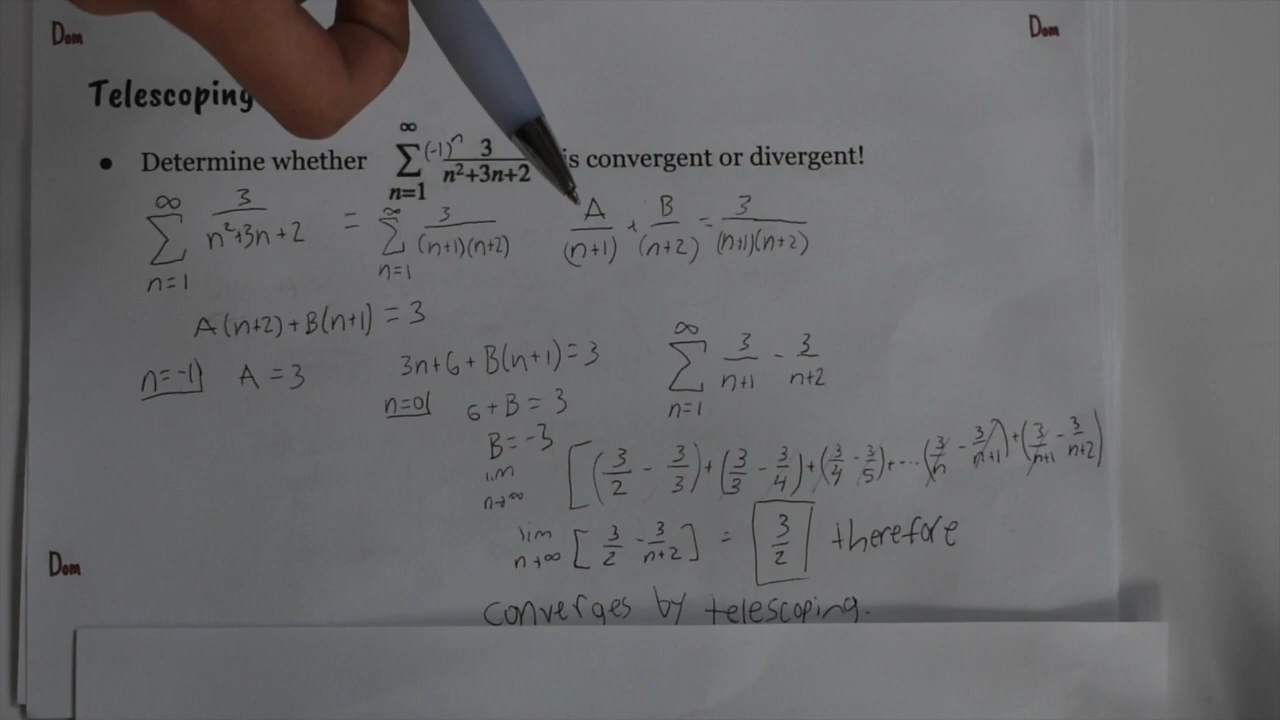 Dom
Dom
Telescoping
• Determine whether ∞ Σ n=1 (-1)^n 3/(n²+3n+2) is convergent or divergent!
∞ Σ n=1 3/(n²+3n+2) = ∞ Σ n=1 3/((n+1)(n+2)) A/(n+1) + B/(n+2) = 3/((n+1)(n+2))
A(n+2)+B(n+1) = 3
n=-1 A = 3 3n+6+B(n+1)=3 ∞ Σ n=1 3/(n+1) - 3/(n+2)
n=0 6+B = 3
B=-3
lim n→∞ [(3/2 - 3/3)+(3/3 - 3/4)+(3/4 - 3/5)+...(3/n - 3/(n+1))+(3/(n+1) - 3/(n+2))
lim n→∞ [3/2 - 3/(n+2)] = 3/2 therefore
Dom
converges by telescoping.